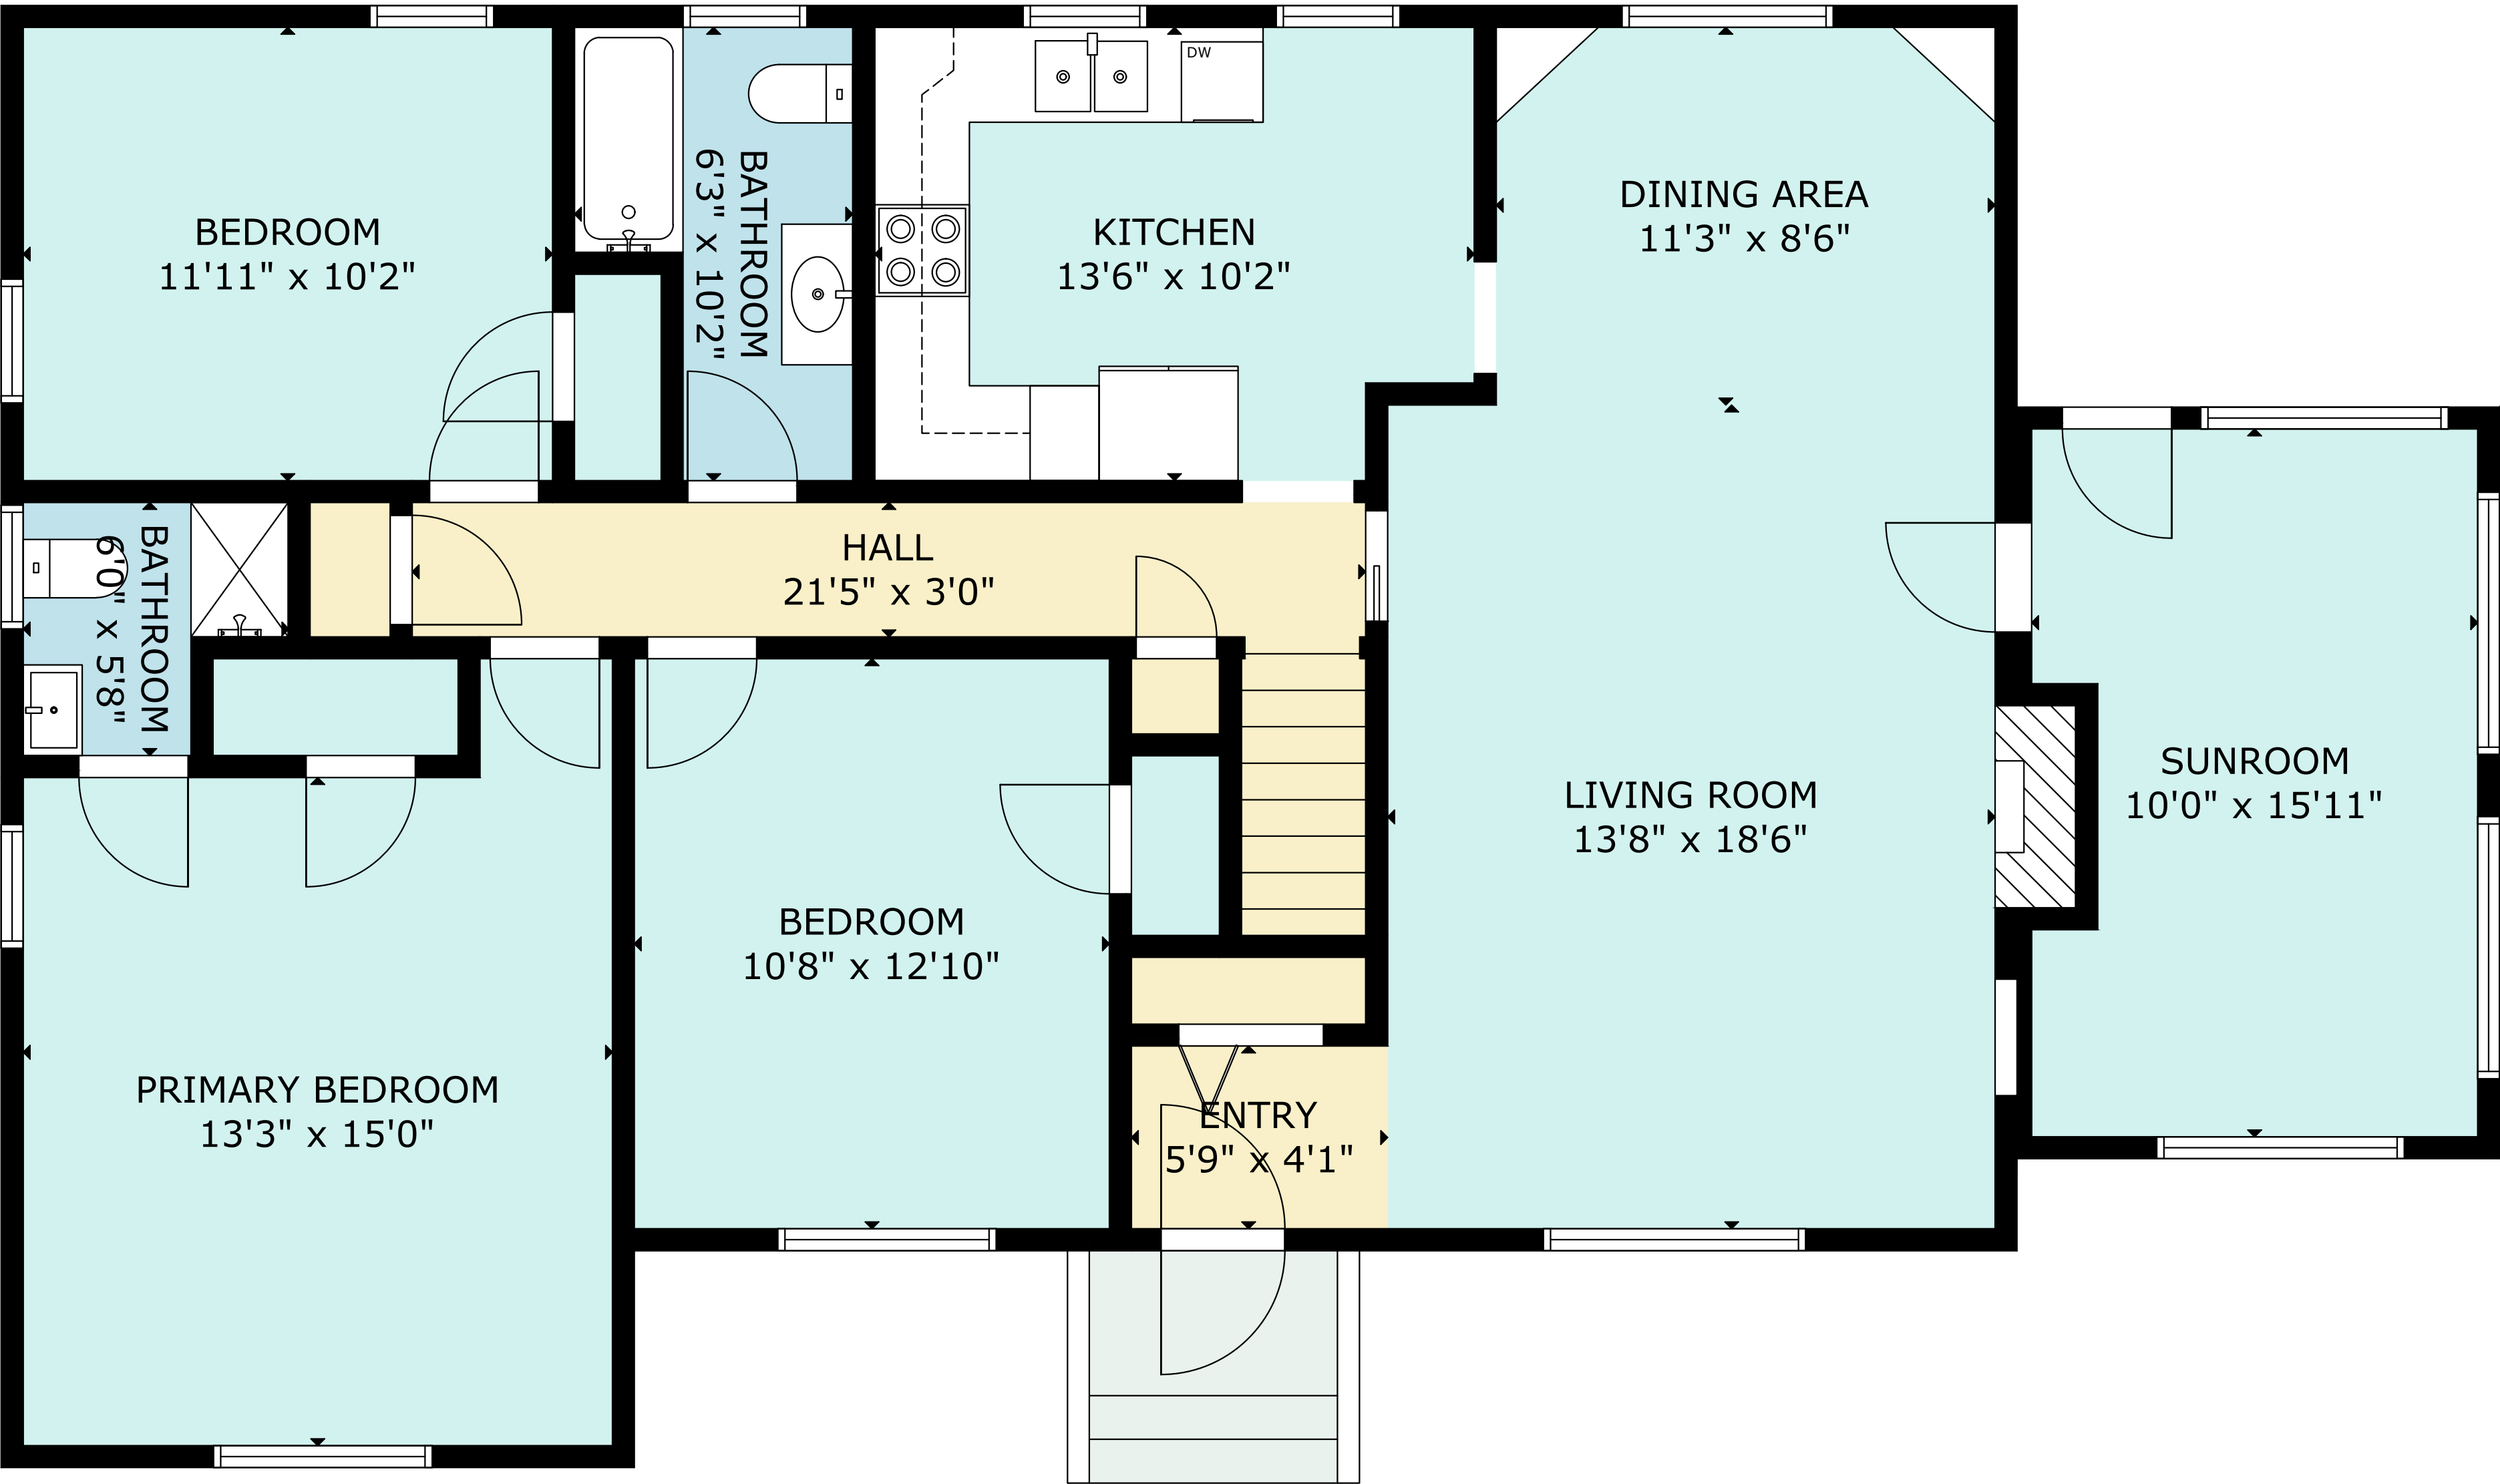 DW
BEDROOM
11'11" x 10'2"
BATHROOM
6'3" x 10'2"
KITCHEN
13'6" x 10'2"
DINING AREA
11'3" x 8'6"
BATHROOM
6'0" x 5'8"
HALL
21'5" x 3'0"
LIVING ROOM
13'8" x 18'6"
SUNROOM
10'0" x 15'11"
BEDROOM
10'8" x 12'10"
PRIMARY BEDROOM
13'3" x 15'0"
ENTRY
5'9" x 4'1"